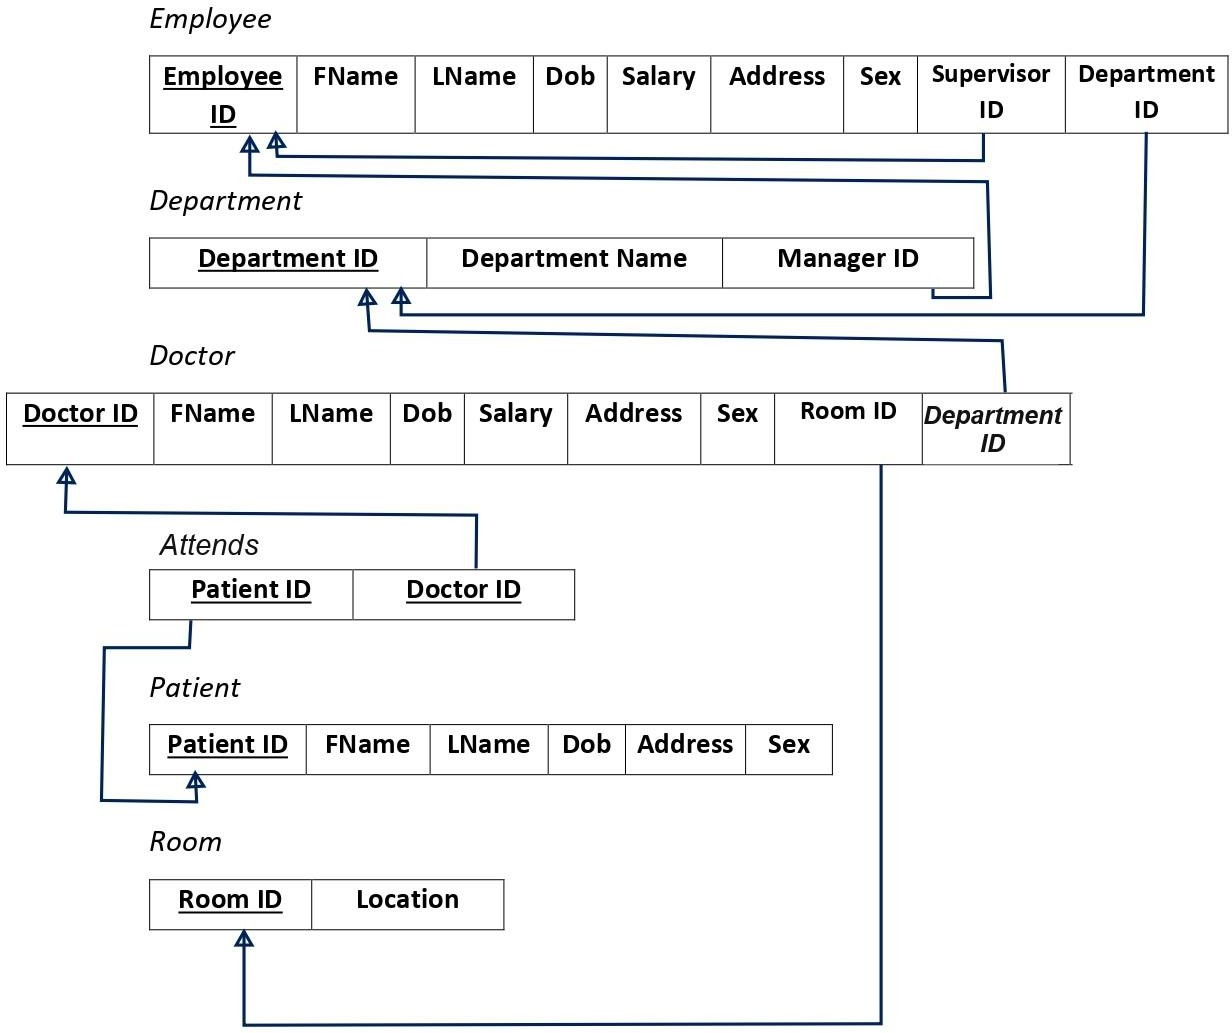 Employee
Employee ID FName LName Dob Salary Address Sex Supervisor ID Department ID
Department
Department ID Department Name Manager ID
Doctor
Doctor ID FName LName Dob Salary Address Sex Room ID Department ID
Attends
Patient ID Doctor ID
Patient
Patient ID FName LName Dob Address Sex
Room
Room ID Location